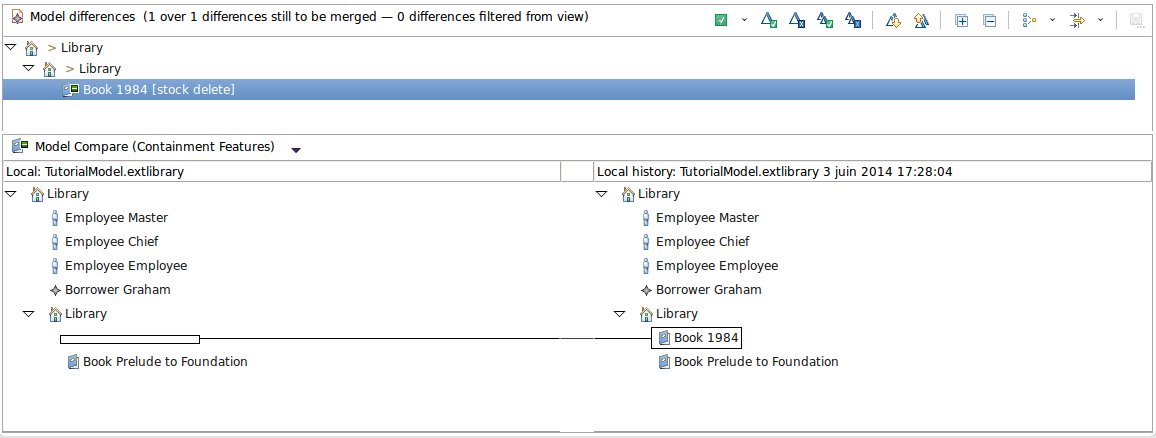 Model differences (1 over 1 differences still to be merged — 0 differences filtered from view)
> Library
> Library
Book 1984 [stock delete]
Model Compare (Containment Features)
Local: TutorialModel.extlibrary
Local history: TutorialModel.extlibrary 3 juin 2014 17:28:04
Library
Library
Employee Master
Employee Master
Employee Chief
Employee Chief
Employee Employee
Employee Employee
Borrower Graham
Borrower Graham
Library
Library
Book 1984
Book Prelude to Foundation
Book Prelude to Foundation